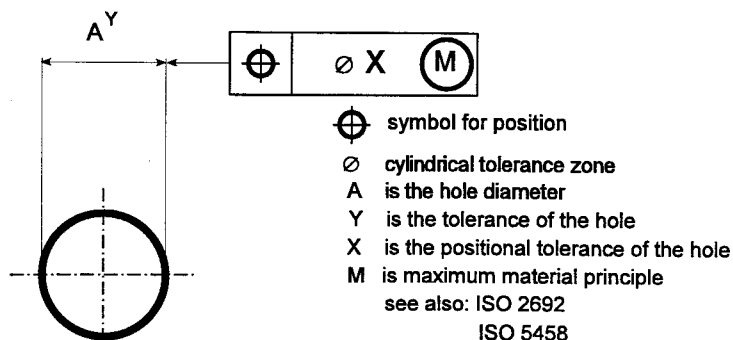 A Y
⌖ ⌀ X Ⓜ
⌖ symbol for position
⌀ cylindrical tolerance zone
A is the hole diameter
Y is the tolerance of the hole
X is the positional tolerance of the hole
M is maximum material principle
see also: ISO 2692
ISO 5458